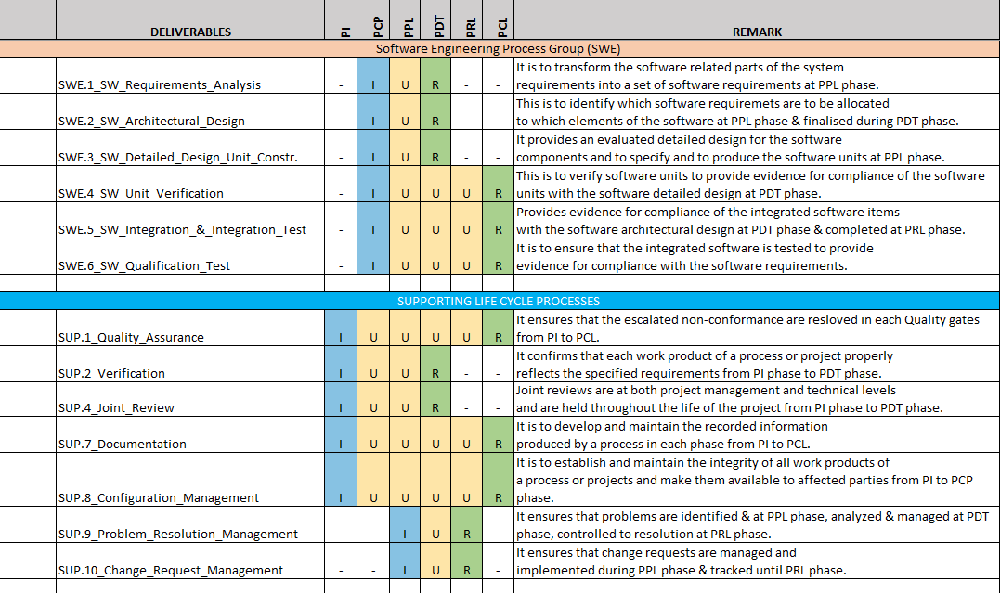 DELIVERABLES PI PCP PPL PDT PRL PCL REMARK
Software Engineering Process Group (SWE)
It is to transform the software related parts of the system
SWE.1_SW_Requirements_Analysis - I U R - - requirements into a set of software requirements at PPL phase.
This is to identify which software requiremets are to be allocated
SWE.2_SW_Architectural_Design - I U R - - to which elements of the software at PPL phase & finalised during PDT phase.
It provides an evaluated detailed design for the software
SWE.3_SW_Detailed_Design_Unit_Constr. - I U R - - components and to specify and to produce the software units at PPL phase.
This is to verify software units to provide evidence for compliance of the software
SWE.4_SW_Unit_Verification - I U U U R units with the software detailed design at PDT phase.
Provides evidence for compliance of the integrated software items
SWE.5_SW_Integration_&_Integration_Test - I U U U R with the software architectural design at PDT phase & completed at PRL phase.
It is to ensure that the integrated software is tested to provide
SWE.6_SW_Qualification_Test - I U U U R evidence for compliance with the software requirements.
SUPPORTING LIFE CYCLE PROCESSES
It ensures that the escalated non-conformance are resloved in each Quality gates
SUP.1_Quality_Assurance I U U U U R from PI to PCL.
It confirms that each work product of a process or project properly
SUP.2_Verification I U U R - - reflects the specified requirements from PI phase to PDT phase.
Joint reviews are at both project management and technical levels
SUP.4_Joint_Review I U U R - - and are held throughout the life of the project from PI phase to PDT phase.
It is to develop and maintain the recorded information
SUP.7_Documentation I U U U U R produced by a process in each phase from PI to PCL.
It is to establish and maintain the integrity of all work products of
a process or projects and make them available to affected parties from PI to PCP
SUP.8_Configuration_Management I U U U U R phase.
It ensures that problems are identified & at PPL phase, analyzed & managed at PDT
SUP.9_Problem_Resolution_Management - - I U R - phase, controlled to resolution at PRL phase.
It ensures that change requests are managed and
SUP.10_Change_Request_Management - - I U R - implemented during PPL phase & tracked until PRL phase.